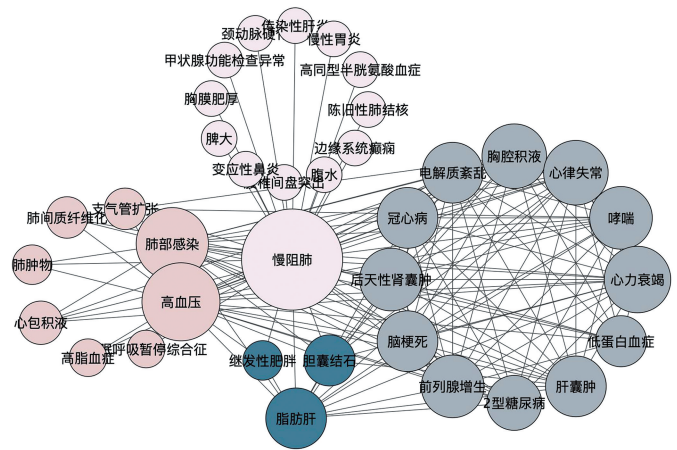 传染性肝炎
颈动脉硬
慢性胃炎
甲状腺功能检查异常
高同型半胱氨酸血症
胸膜肥厚
陈旧性肺结核
脾大
边缘系统癫痫
变应性鼻炎
椎间盘突出
腹水
电解质紊乱
胸腔积液
心律失常
支气管扩张
肺间质纤维化
冠心病
哮喘
肺部感染
慢阻肺
肺肿物
后天性肾囊肿
心力衰竭
高血压
心包积液
脑梗死
低蛋白血症
呼吸暂停综合征
高脂血症
继发性肥胖
胆囊结石
前列腺增生
肝囊肿
2型糖尿病
脂肪肝